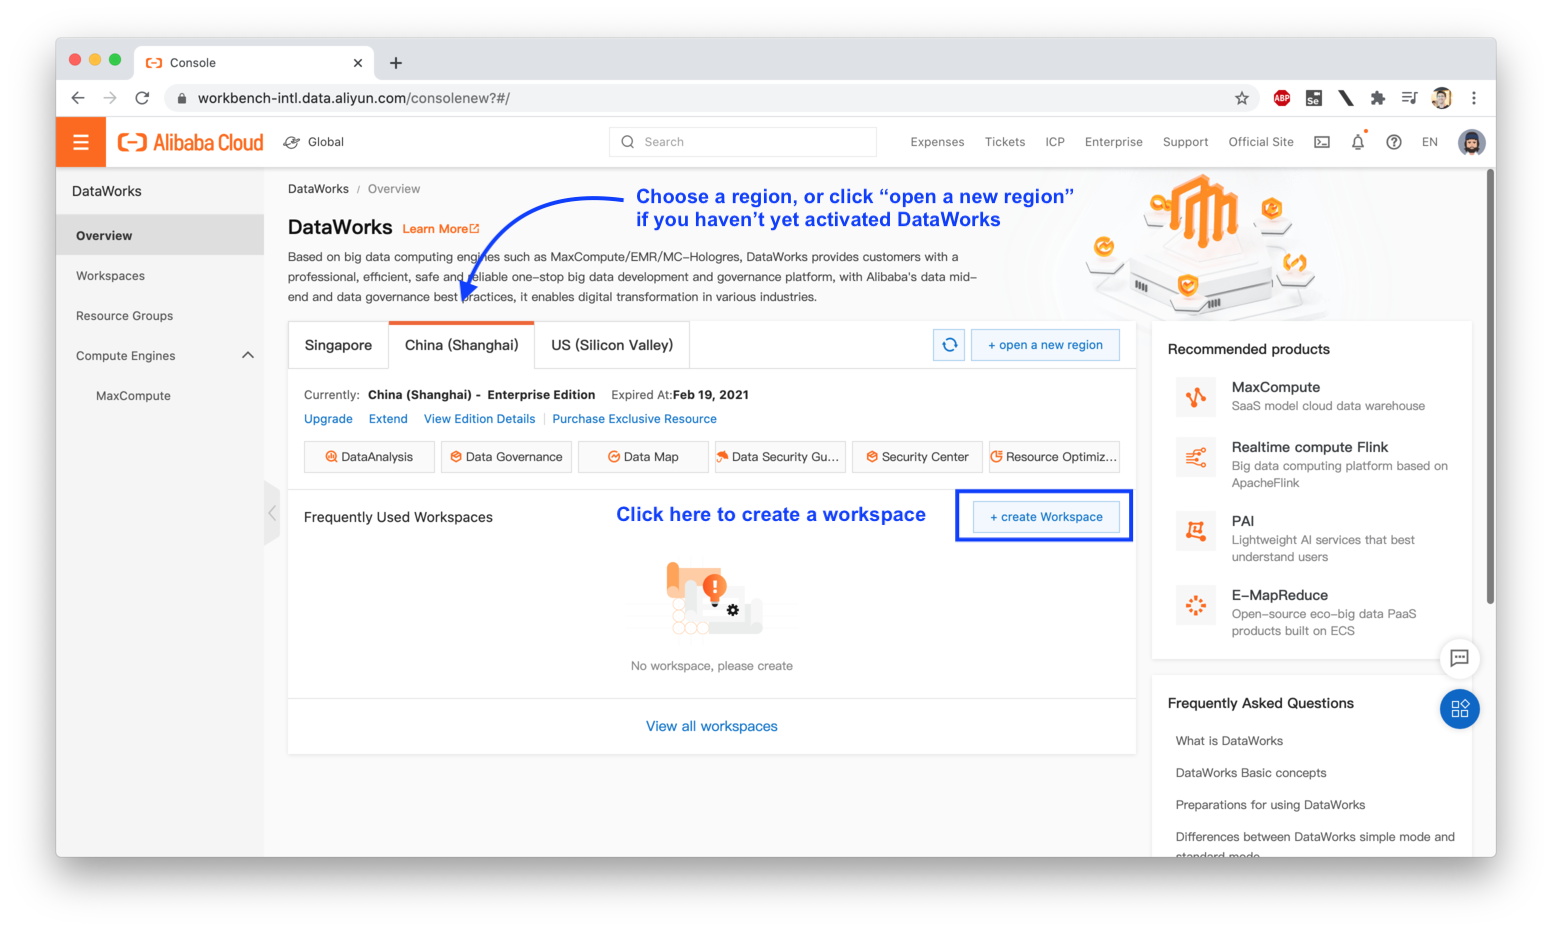 Console
workbench-intl.data.aliyun.com/consolenew?#/
ABP
Se
Alibaba Cloud
Global
Search
Expenses
Tickets
ICP
Enterprise
Support
Official Site
EN
DataWorks
Overview
Workspaces
Resource Groups
Compute Engines
MaxCompute
DataWorks / Overview
Choose a region, or click “open a new region”
if you haven’t yet activated DataWorks
DataWorks Learn More
Based on big data computing engines such as MaxCompute/EMR/MC-Hologres, DataWorks provides customers with a
professional, efficient, safe and reliable one-stop big data development and governance platform, with Alibaba's data mid-
end and data governance best practices, it enables digital transformation in various industries.
Singapore
China (Shanghai)
US (Silicon Valley)
+ open a new region
Currently: China (Shanghai) - Enterprise Edition Expired At:Feb 19, 2021
Upgrade Extend View Edition Details Purchase Exclusive Resource
DataAnalysis
Data Governance
Data Map
Data Security Gu...
Security Center
Resource Optimiz...
Frequently Used Workspaces
Click here to create a workspace
+ create Workspace
No workspace, please create
View all workspaces
Recommended products
MaxCompute
SaaS model cloud data warehouse
Realtime compute Flink
Big data computing platform based on
ApacheFlink
PAI
Lightweight AI services that best
understand users
E-MapReduce
Open-source eco-big data PaaS
products built on ECS
Frequently Asked Questions
What is DataWorks
DataWorks Basic concepts
Preparations for using DataWorks
Differences between DataWorks simple mode and
standard mode